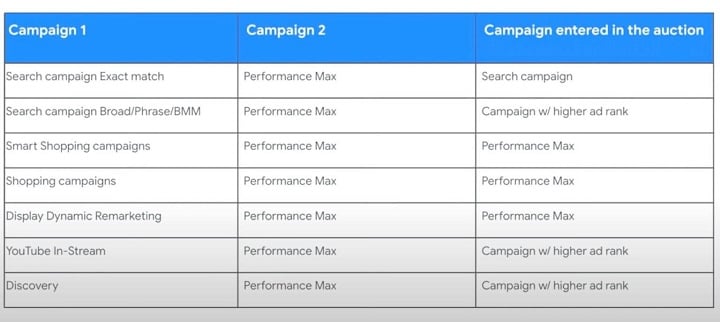 Campaign 1 Campaign 2 Campaign entered in the auction
Search campaign Exact match Performance Max Search campaign
Search campaign Broad/Phrase/BMM Performance Max Campaign w/ higher ad rank
Smart Shopping campaigns Performance Max Performance Max
Shopping campaigns Performance Max Performance Max
Display Dynamic Remarketing Performance Max Performance Max
YouTube In-Stream Performance Max Campaign w/ higher ad rank
Discovery Performance Max Campaign w/ higher ad rank